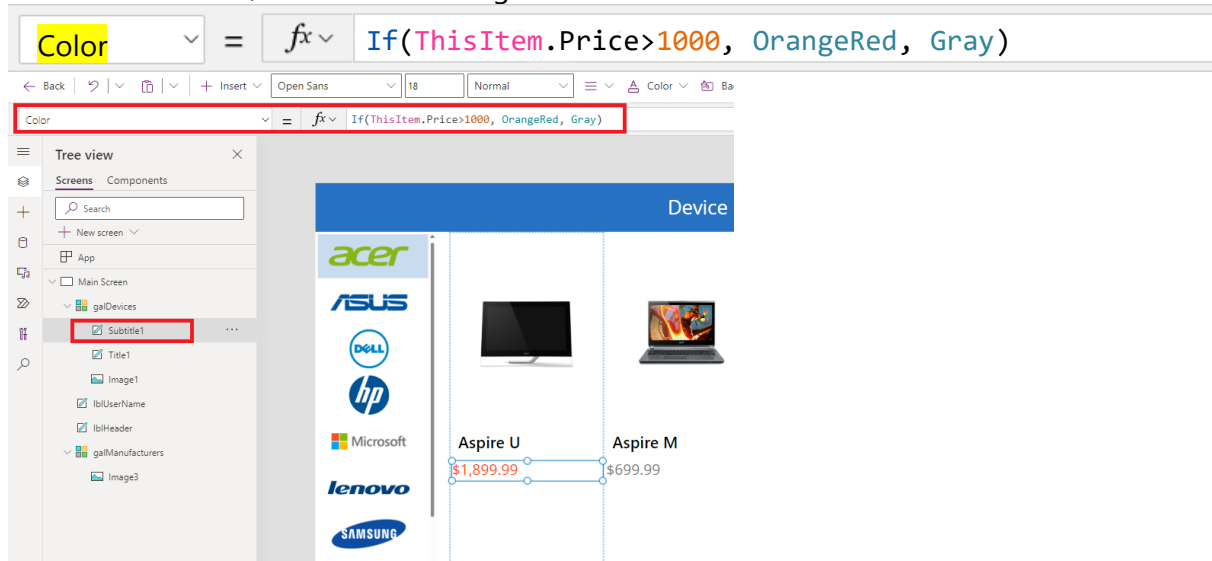 Color = fx If(ThisItem.Price>1000, OrangeRed, Gray)
Back Insert Open Sans 18 Normal Color Ba
Color = fx If(ThisItem.Price>1000, OrangeRed, Gray)
Tree view
Screens Components
Search
New screen
App
Main Screen
galDevices
Subtitle1 ...
Title1
Image1
lblUserName
lblHeader
galManufacturers
Image3
Device
acer
ASUS
DELL
hp
Microsoft
lenovo
SAMSUNG
Aspire U Aspire M
$1,899.99 $699.99